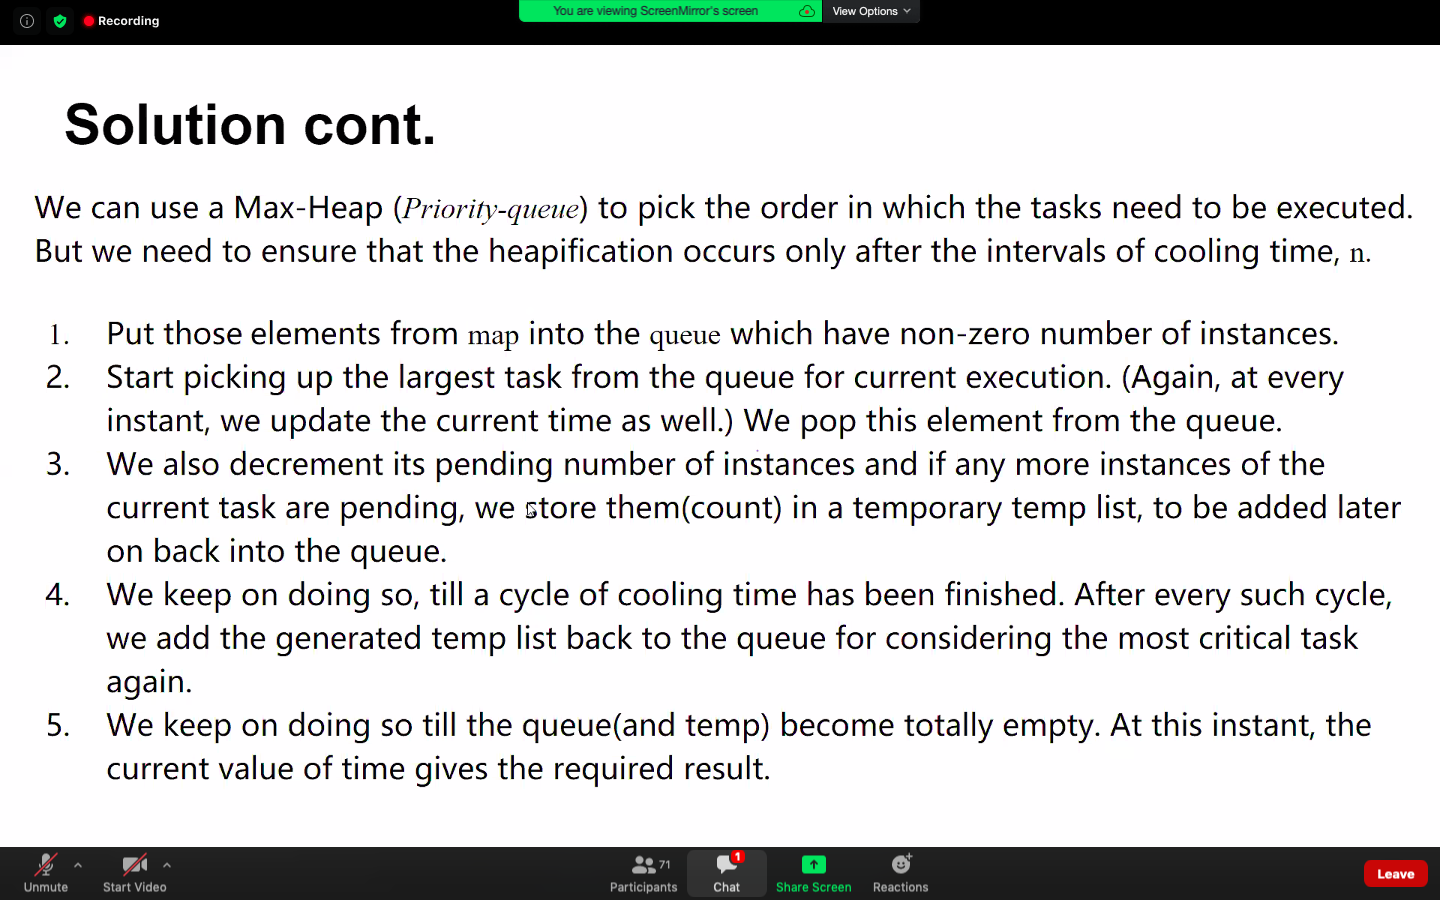 Recording
You are viewing ScreenMirror's screen
View Options
Solution cont.
We can use a Max-Heap (Priority-queue) to pick the order in which the tasks need to be executed.
But we need to ensure that the heapification occurs only after the intervals of cooling time, n.
1. Put those elements from map into the queue which have non-zero number of instances.
2. Start picking up the largest task from the queue for current execution. (Again, at every
instant, we update the current time as well.) We pop this element from the queue.
3. We also decrement its pending number of instances and if any more instances of the
current task are pending, we store them(count) in a temporary temp list, to be added later
on back into the queue.
4. We keep on doing so, till a cycle of cooling time has been finished. After every such cycle,
we add the generated temp list back to the queue for considering the most critical task
again.
5. We keep on doing so till the queue(and temp) become totally empty. At this instant, the
current value of time gives the required result.
71
1
Unmute
Start Video
Participants
Chat
Share Screen
Reactions
Leave